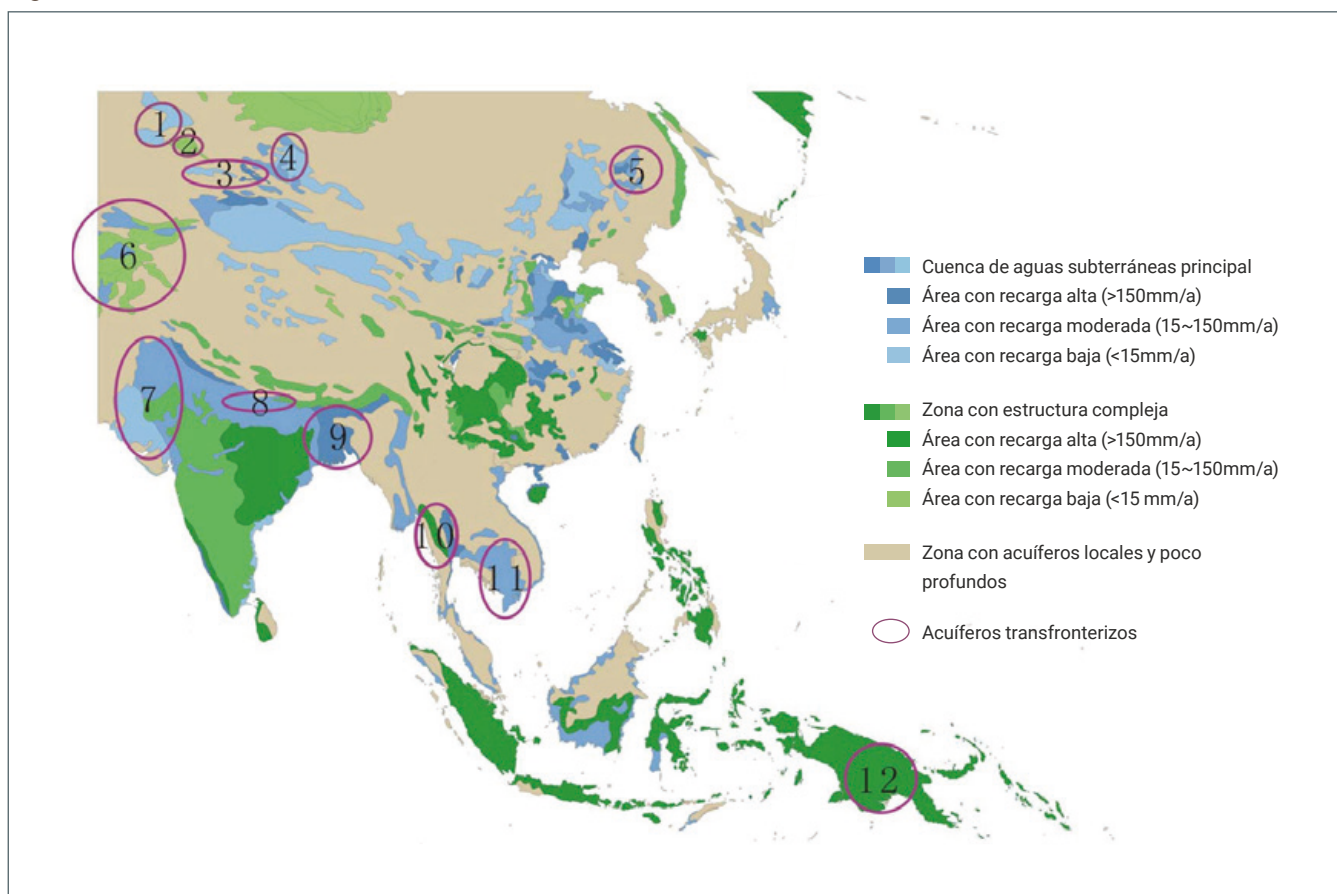 1
2
3
4
5
6
7
8
9
10
11
12
Cuenca de aguas subterráneas principal
Área con recarga alta (>150mm/a)
Área con recarga moderada (15~150mm/a)
Área con recarga baja (<15mm/a)
Zona con estructura compleja
Área con recarga alta (>150mm/a)
Área con recarga moderada (15~150mm/a)
Área con recarga baja (<15 mm/a)
Zona con acuíferos locales y poco
profundos
Acuíferos transfronterizos